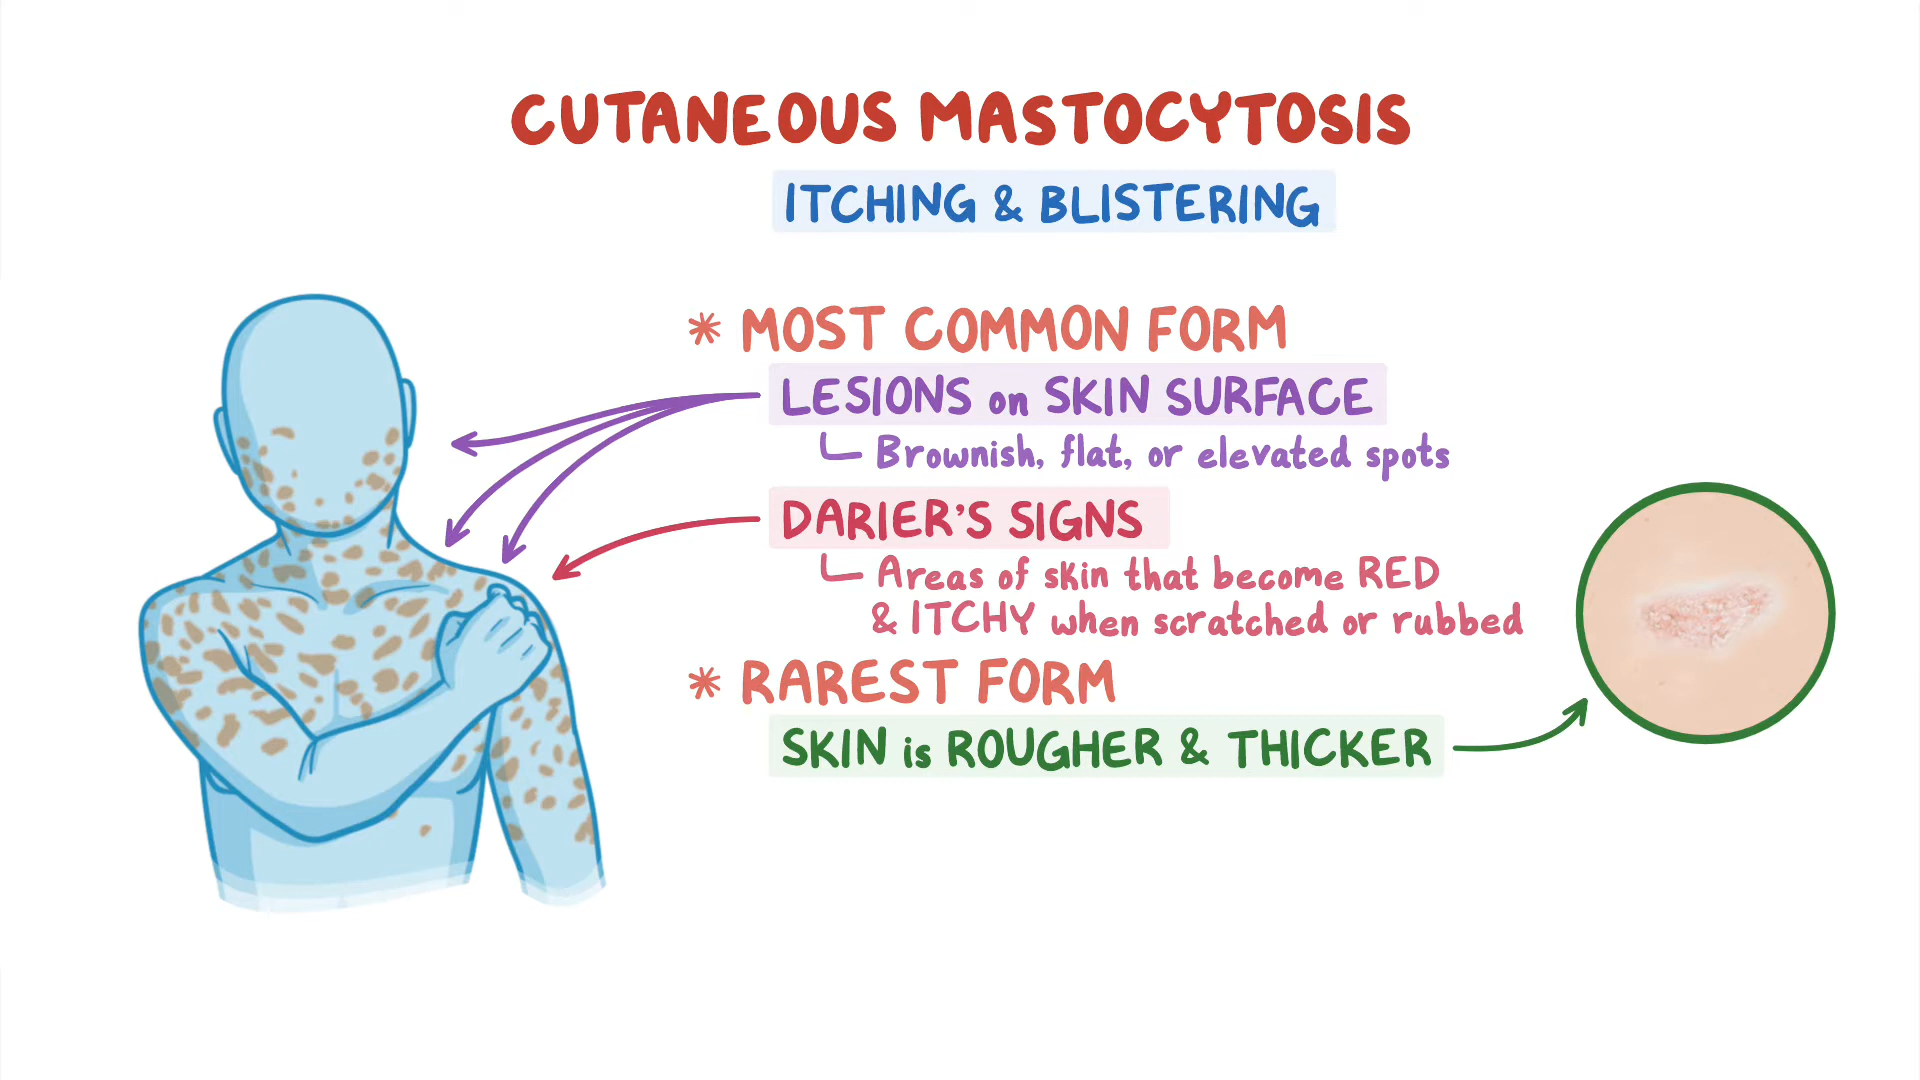 CUTANEOUS MASTOCYTOSIS
ITCHING & BLISTERING
* MOST COMMON FORM
LESIONS on SKIN SURFACE
Brownish, flat, or elevated spots
DARIER'S SIGNS
Areas of skin that become RED
& ITCHY when scratched or rubbed
* RAREST FORM
SKIN is ROUGHER & THICKER